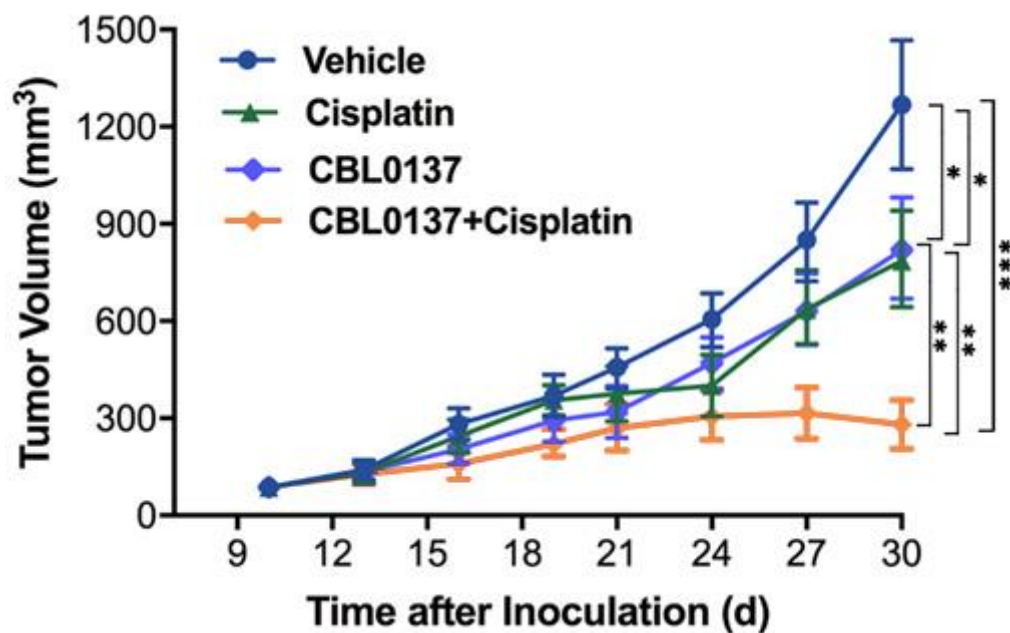 1500
1200
900
600
300
0
Tumor Volume (mm³)
Vehicle
Cisplatin
CBL0137
CBL0137+Cisplatin
*
*
***
**
**
9 12 15 18 21 24 27 30
Time after Inoculation (d)